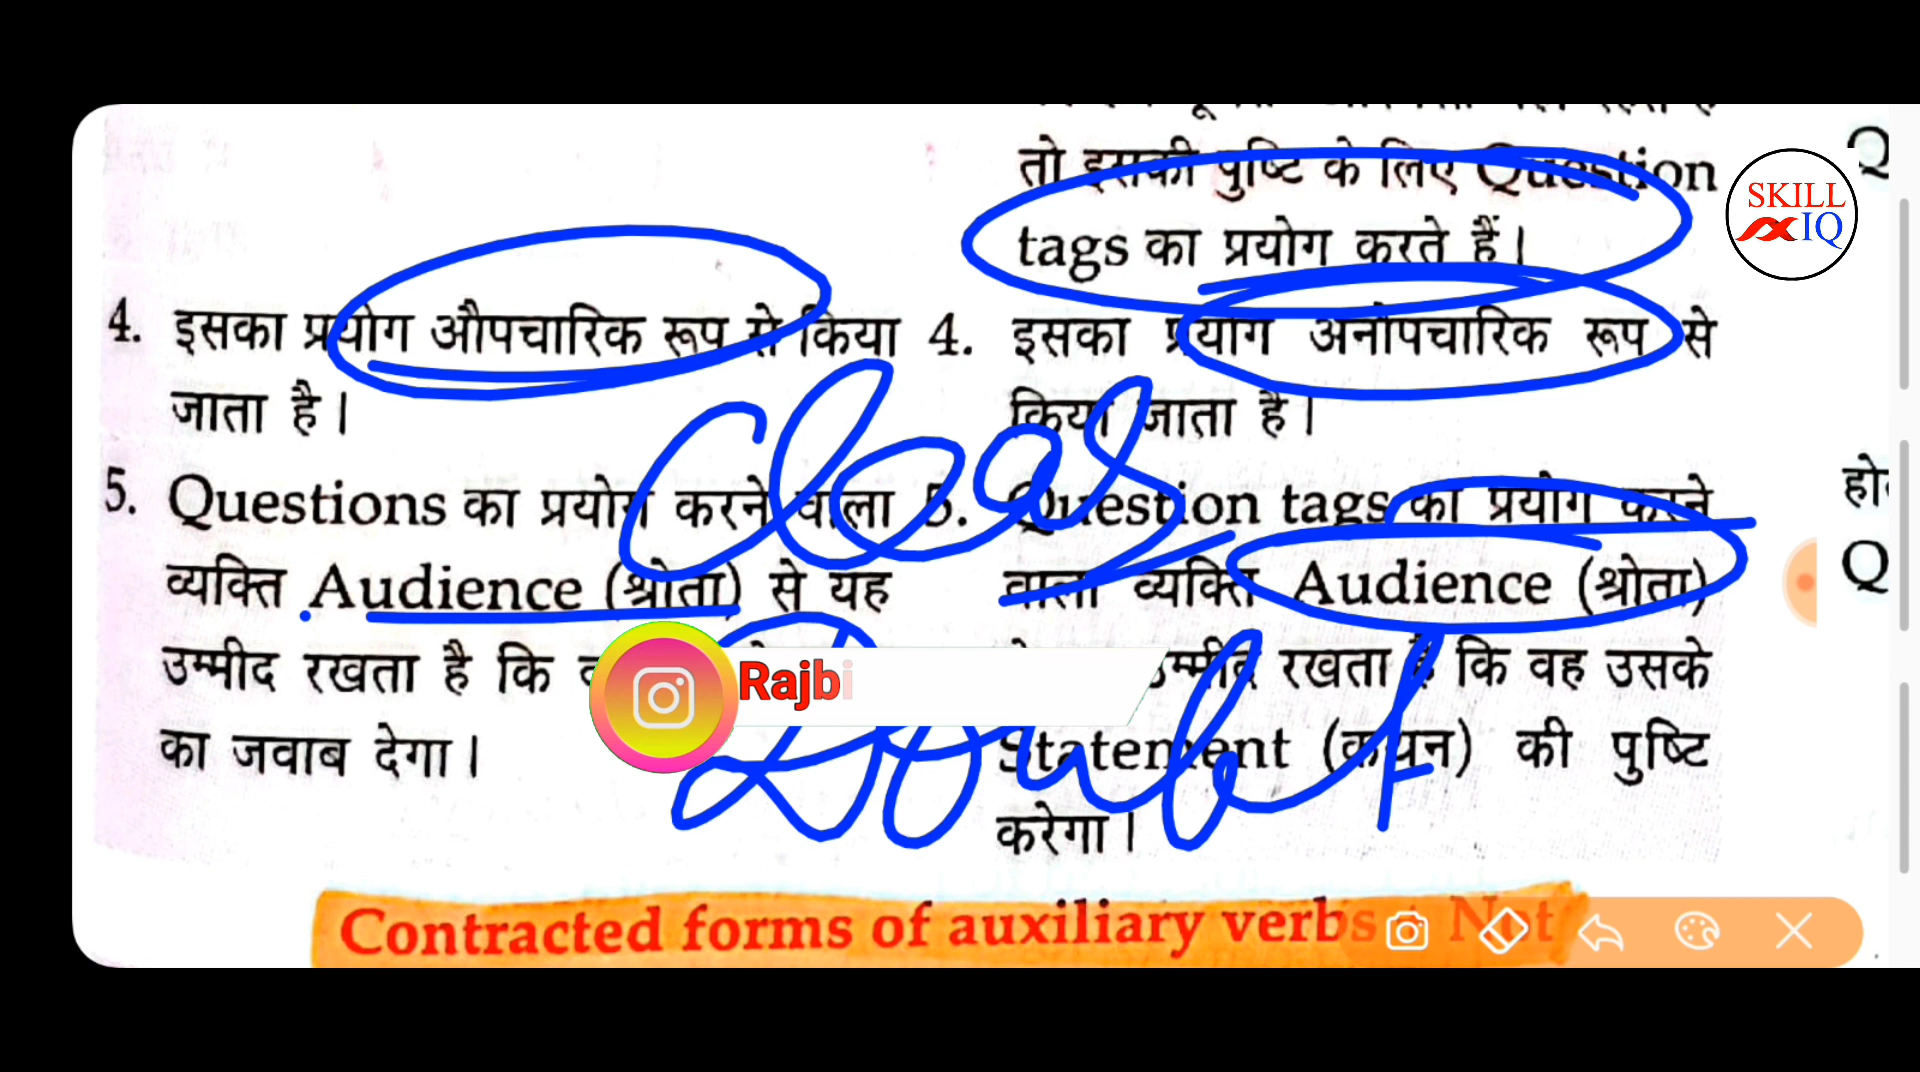 तो इसकी पुष्टि के लिए Question
tags का प्रयोग करते हैं।
SKILL
IQ
Q
4. इसका प्रयोग औपचारिक रूप से किया
जाता है।
4. इसका प्रयोग अनौपचारिक रूप से
किया जाता है।
5. Questions का प्रयोग करने वाला
व्यक्ति Audience (श्रोता) से यह
उम्मीद रखता है कि
का जवाब देगा।
5. Question tags का प्रयोग करने
वाला व्यक्ति Audience (श्रोता)
उम्मीद रखता है कि वह उसके
Statement (कथन) की पुष्टि
करेगा।
Q
Clear
Doubt
Rajbi
Contracted forms of auxiliary verbs + Not